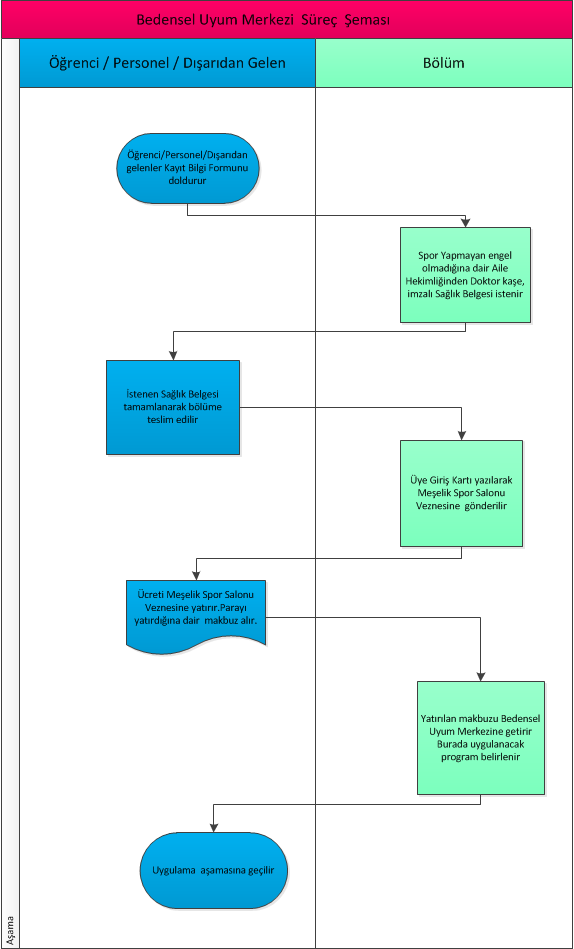 Bedensel Uyum Merkezi Süreç Şeması
Öğrenci / Personel / Dışarıdan Gelen
Bölüm
Öğrenci/Personel/Dışarıdan
gelenler Kayıt Bilgi Formunu
doldurur
Spor Yapmayan engel
olmadığına dair Aile
Hekimliğinden Doktor kaşe,
imzalı Sağlık Belgesi istenir
İstenen Sağlık Belgesi
tamamlanarak bölüme
teslim edilir
Üye Giriş Kartı yazılarak
Meşelik Spor Salonu
Veznesine gönderilir
Ücreti Meşelik Spor Salonu
Veznesine yatırır.Parayı
yatırdığına dair makbuz alır.
Yatırılan makbuzu Bedensel
Uyum Merkezine getirir
Burada uygulanacak
program belirlenir
Uygulama aşamasına geçilir
Aşama